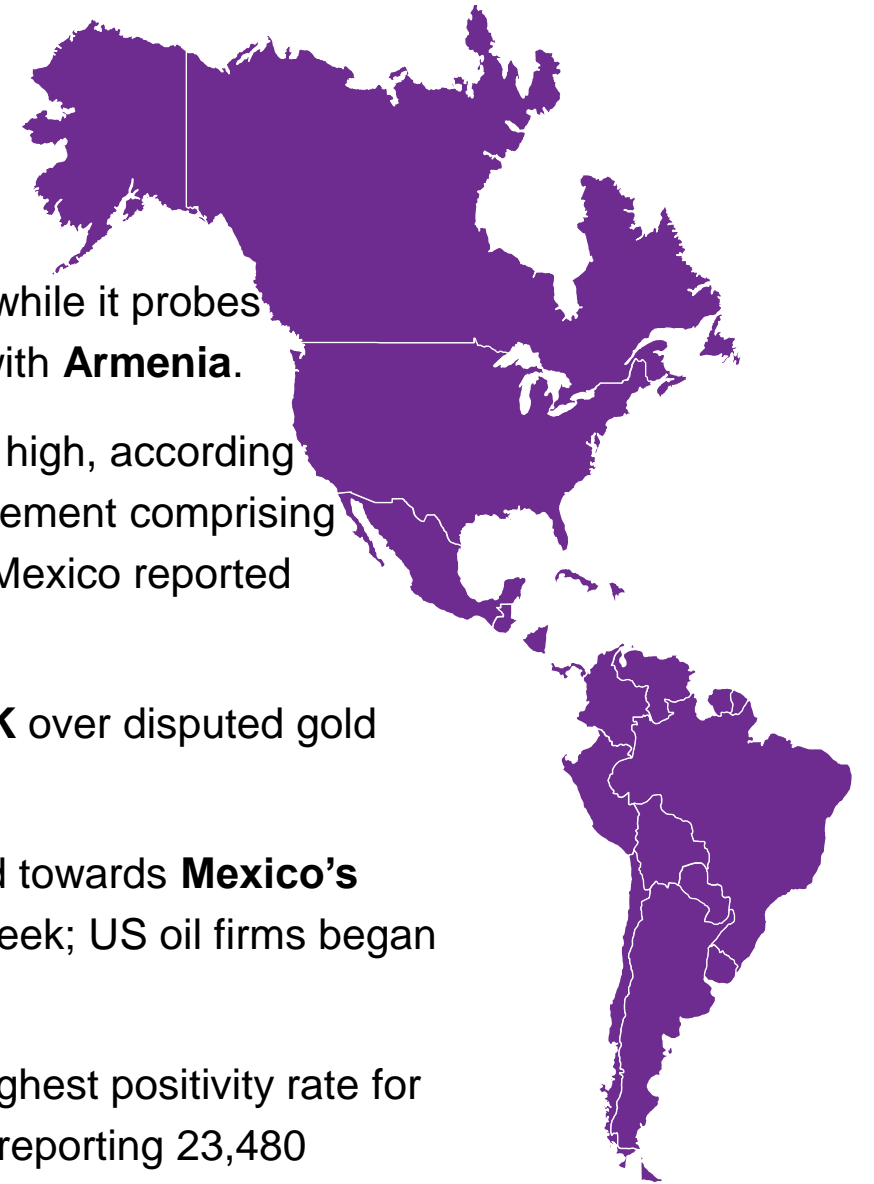 while it probes
with Armenia.
high, according
ement comprising
Mexico reported
K over disputed gold
d towards Mexico’s
eek; US oil firms began
ghest positivity rate for
reporting 23,480